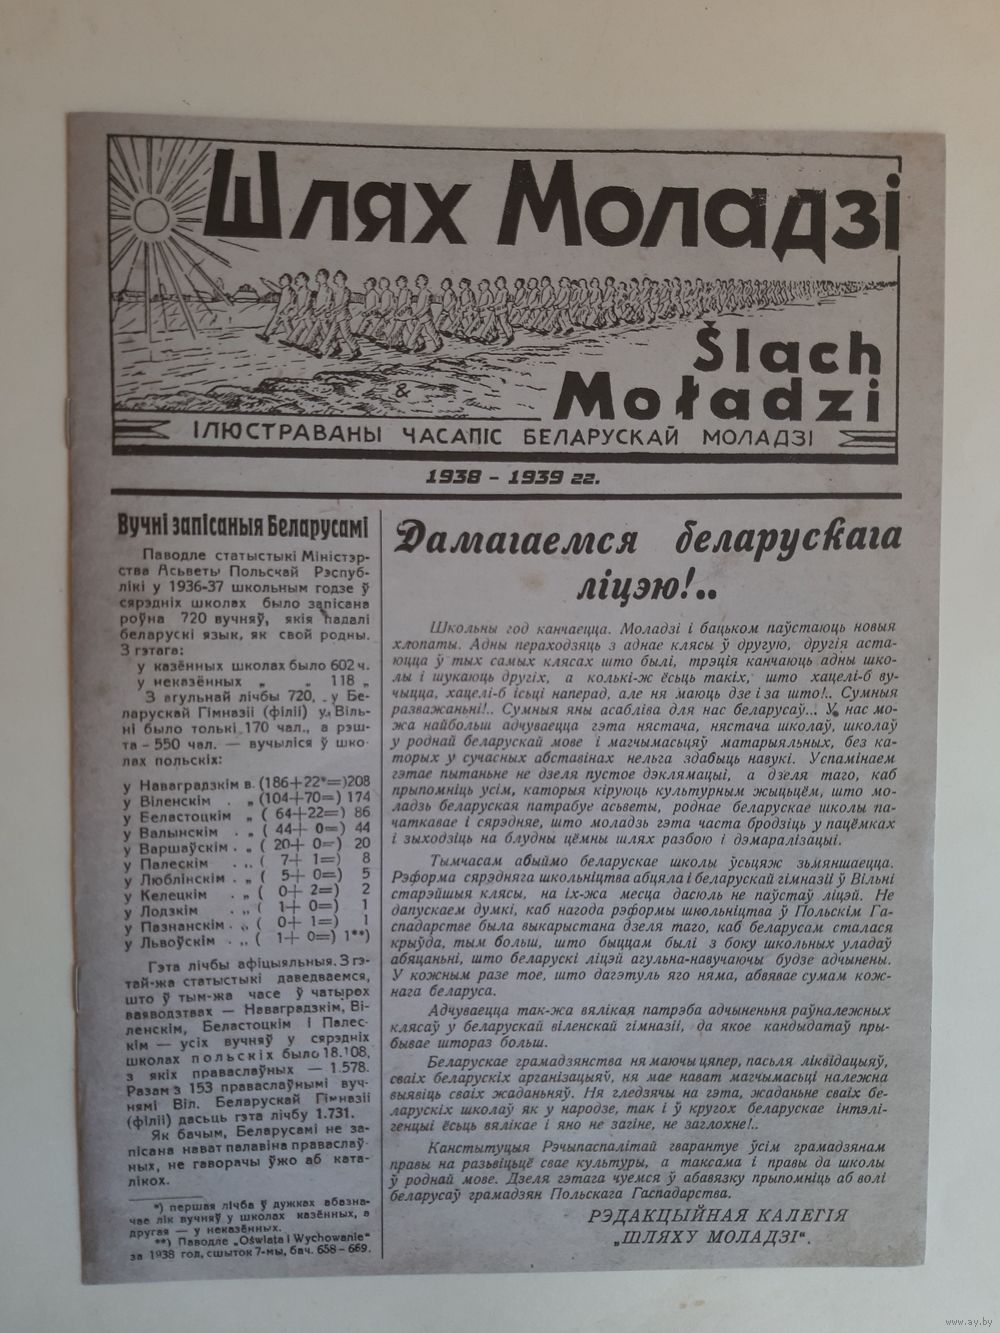 Шлях Моладзі
Šlach
Moładzi
&
ІЛЮСТРАВАНЫ ЧАСАПІС БЕЛАРУСКАЙ МОЛАДЗІ
1938 - 1939 гг.
Вучні запісаныя Беларусамі
Паводле статыстыкі Міністэр-
ства Асьветы Польскай Рэспуб-
лікі у 1936-37 школьным годзе ў
сярэдніх школах было запісана
роўна 720 вучняў, якія падалі
беларускі язык, як свой родны.
З гэтага:
у казённых школах было 602 ч.
у неказённых „ „ 118 „
З агульнай лічбы 720, у Бе-
ларускай Гімназіі (філіі) у Віль-
ні было толькі 170 чал., а рэш-
та - 550 чал. — вучыліся ў шко-
лах польскіх:
у Наваградзкім в. (186+22*=)208
у Віленскім . „ (104+70=) 174
у Беластоцкім „ ( 64+22=) 86
у Валынскім . „ ( 44+ 0=) 44
у Варшаўскім . „ ( 20+ 0=) 20
у Палескім . „ ( 7+ 1=) 8
у Люблінскім . „ ( 5+ 0=) 5
у Келецкім . „ ( 0+ 2=) 2
у Лодзкім . „ ( 1+ 0=) 1
у Пазнанскім . „ ( 0+ 1=) 1
у Львоўскім . „ ( 1+ 0=) 1**)
Гэта лічбы афіцыяльныя. З гэ-
тай-жа статыстыкі даведваемся,
што ў тым-жа часе ў чатырох
ваяводзтвах — Наваградзкім, Ві-
ленскім, Беластоцкім і Палес-
кім — усіх вучняў у сярэдніх
школах польскіх было 18.108,
з якіх праваслаўных — 1.578.
Разам з 153 праваслаўнымі вуч-
нямі Віл. Беларускай Гімназіі
(філіі) дасьць гэта лічбу 1.731.
Як бачым, Беларусамі не за-
пісана нават палавіна праваслаў-
ных, не гаворачы ўжо аб ката-
лікох.
*) першая лічба ў дужках абазна-
чае лік вучняў у школах казённых, а
другая — у неказённых.
**) Паводле „Oświata i Wychowanie"
за 1938 год, сшыток 7-мы, бач. 658-669.
Дамагаемся беларускага
ліцэю!..
Школьны год канчаецца. Моладзі і бацьком паўстаюць новыя
хлопаты. Адны пераходзяць з аднае клясы ў другую, другія аста-
юцца ў тых самых клясах што былі, трэція канчаюць адны шко-
лы і шукаюць другіх, а колькі-ж ёсьць такіх, што хацелі-б ву-
чыцца, хацелі-б ісьці наперад, але ня маюць дзе і за што!.. Сумныя
разважаньні!.. Сумныя яны асабліва для нас беларусаў... У нас мо-
жа найбольш адчуваецца гэта нястача, нястача школаў, школаў
у роднай беларускай мове і магчымасьцяў матарыяльных, без ка-
торых у сучасных абставінах нельга здабыць навукі. Успамінаем
гэтае пытаньне не дзеля пустое дэклямацыі, а дзеля таго, каб
прыпомніць усім, каторыя кіруюць культурным жыцьцём, што мо-
ладзь беларуская патрабуе асьветы, роднае беларускае школы па-
чаткавае і сярэдняе, што моладзь гэта часта бродзіць у пацёмках
і зыходзіць на блудны цёмны шлях разбою і дэмаралізацыі.
Тымчасам абыймо беларускае школы ўсьцяж зьмяншаецца.
Рэформа сярэдняга школьніцтва абцяла і беларускай гімназіі ў Вільні
старэйшыя клясы, на іх-жа месца дасюль не паўстаў ліцэй. Не
дапускаем думкі, каб нагода рэформы школьніцтва ў Польскім Га-
спадарстве была выкарыстана дзеля таго, каб беларусам сталася
крыўда, тым больш, што быццам былі з боку школьных уладаў
абяцаньні, што беларускі ліцэй агульна-навучаючы будзе адчынены.
У кожным разе тое, што дагэтуль яго няма, абвявае сумам кож-
нага беларуса.
Адчуваецца так-жа вялікая патрэба адчыненьня раўналежных
клясаў у беларускай віленскай гімназіі, да якое кандыдатаў пры-
бывае штораз больш.
Беларускае грамадзянства ня маючы цяпер, пасьля ліквідацыяў,
сваіх беларускіх арганізацыяў, ня мае нават магчымасьці належна
выявіць сваіх жаданьняў. Ня гледзячы на гэта, жаданьне сваіх бе-
ларускіх школаў як у народзе, так і ў кругох беларускае інтэлі-
генцыі ёсьць вялікае і яно не загіне, не заглохне!..
Канстытуцыя Рэчыпаспалітай гварантуе ўсім грамадзянам
правы на разьвіцьцё свае культуры, а таксама і правы да школы
ў роднай мове. Дзеля гэтага чуемся ў абавязку прыпомніць аб волі
беларусаў грамадзян Польскага Гаспадарства.
РЭДАКЦЫЙНАЯ КАЛЕГІЯ
„ШЛЯХУ МОЛАДЗІ".
www.ay.by